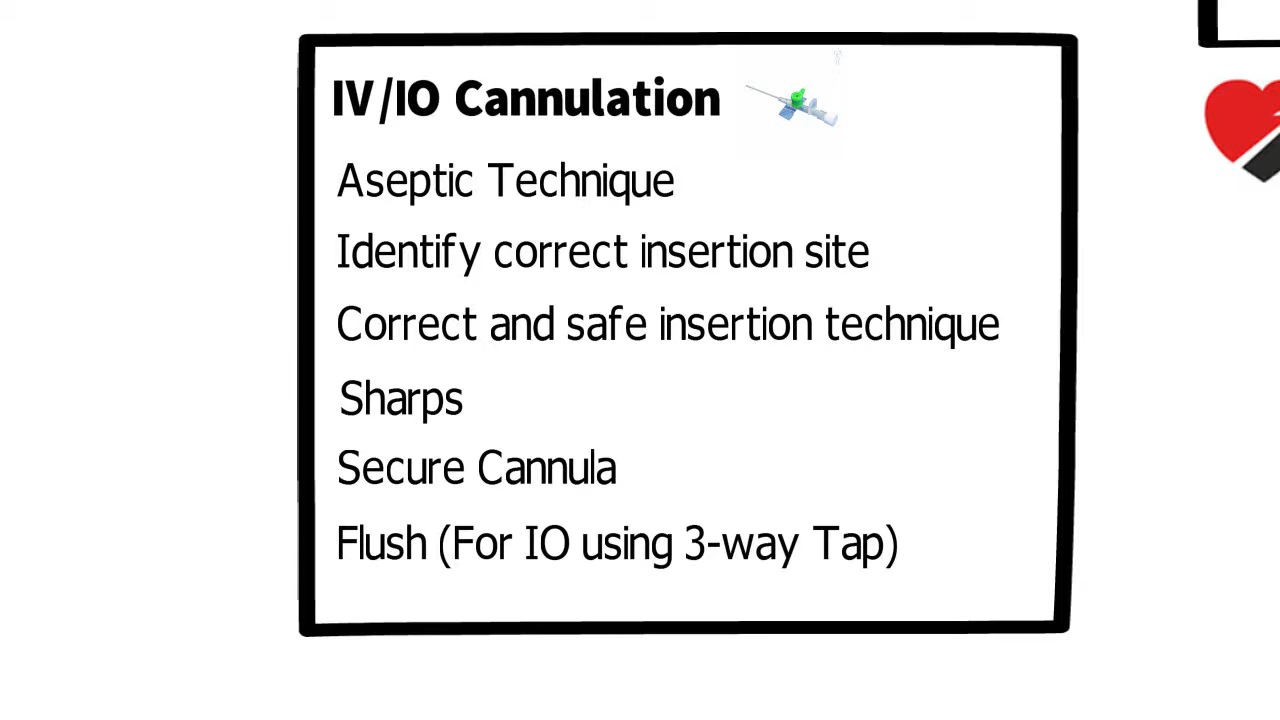 IV/IO Cannulation
Aseptic Technique
Identify correct insertion site
Correct and safe insertion technique
Sharps
Secure Cannula
Flush (For IO using 3-way Tap)